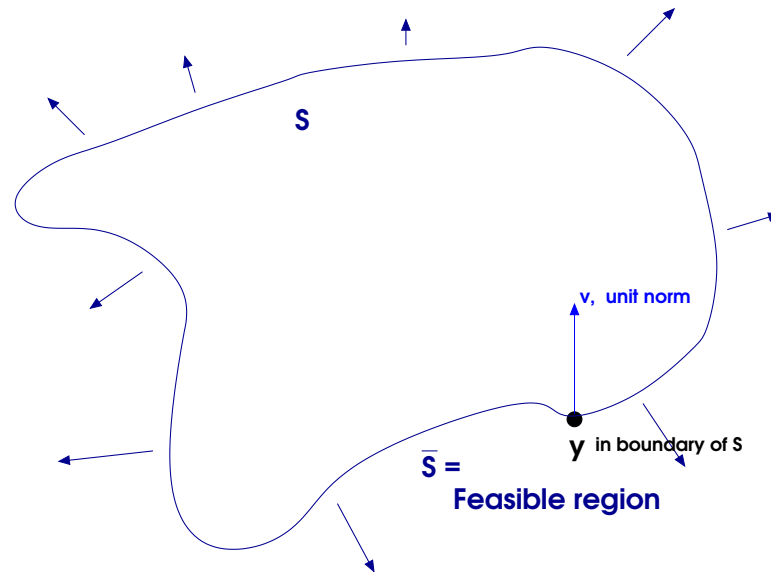 S
v, unit norm
y in boundary of S
S̅ =
Feasible region